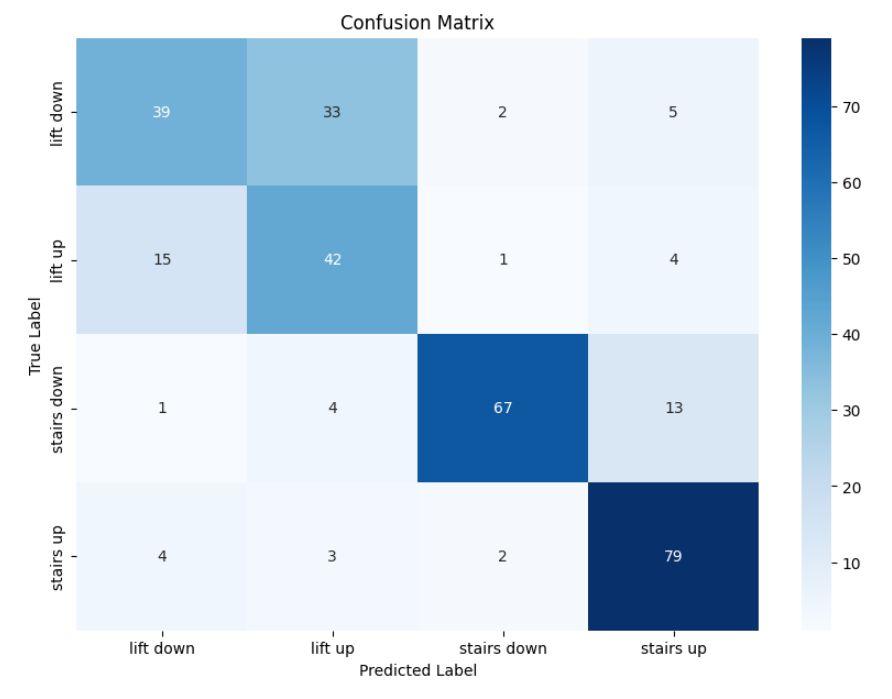 Confusion Matrix
lift down
39 33 2 5
lift up
15 42 1 4
stairs down
1 4 67 13
stairs up
4 3 2 79
True Label
lift down lift up stairs down stairs up
Predicted Label
70
60
50
40
30
20
10